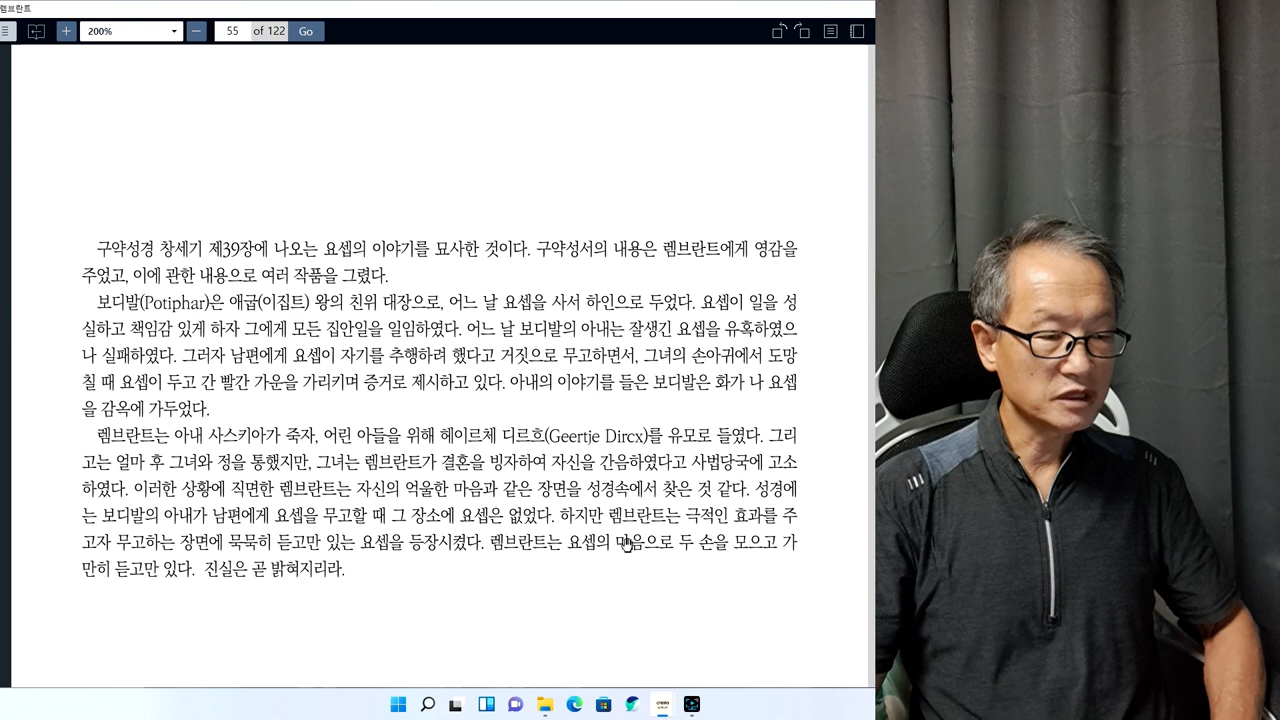 렘브란트
200%
55
of 122
Go
구약성경 창세기 제39장에 나오는 요셉의 이야기를 묘사한 것이다. 구약성서의 내용은 렘브란트에게 영감을
주었고, 이에 관한 내용으로 여러 작품을 그렸다.
보디발(Potiphar)은 애굽(이집트) 왕의 친위 대장으로, 어느 날 요셉을 사서 하인으로 두었다. 요셉이 일을 성
실하고 책임감 있게 하자 그에게 모든 집안일을 일임하였다. 어느 날 보디발의 아내는 잘생긴 요셉을 유혹하였으
나 실패하였다. 그러자 남편에게 요셉이 자기를 추행하려 했다고 거짓으로 무고하면서, 그녀의 손아귀에서 도망
칠 때 요셉이 두고 간 빨간 가운을 가리키며 증거로 제시하고 있다. 아내의 이야기를 들은 보디발은 화가 나 요셉
을 감옥에 가두었다.
렘브란트는 아내 사스키아가 죽자, 어린 아들을 위해 헤이르체 디르흐(Geertje Dircx)를 유모로 들였다. 그리
고는 얼마 후 그녀와 정을 통했지만, 그녀는 렘브란트가 결혼을 빙자하여 자신을 간음하였다고 사법당국에 고소
하였다. 이러한 상황에 직면한 렘브란트는 자신의 억울한 마음과 같은 장면을 성경속에서 찾은 것 같다. 성경에
는 보디발의 아내가 남편에게 요셉을 무고할 때 그 장소에 요셉은 없었다. 하지만 렘브란트는 극적인 효과를 주
고자 무고하는 장면에 묵묵히 듣고만 있는 요셉을 등장시켰다. 렘브란트는 요셉의 마음으로 두 손을 모으고 가
만히 듣고만 있다. 진실은 곧 밝혀지리라.